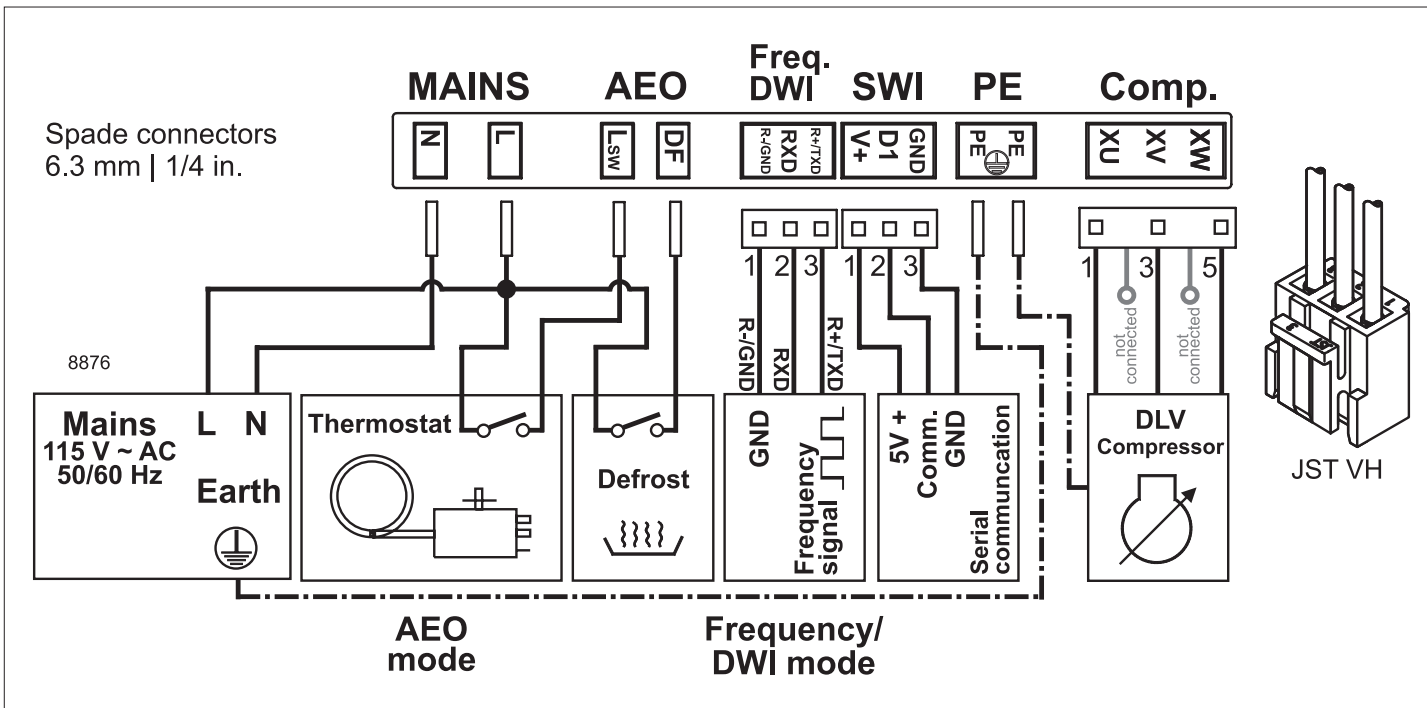 MAINS
AEO
Freq.
DWI
SWI
PE
Comp.
Spade connectors
6.3 mm | 1/4 in.
N
L
Lsw
DF
R-/GND
RXD
R+/TXD
V+
D1
GND
PE
PE
XU
XV
XW
1
2
3
1
2
3
1
3
5
not
connected
not
connected
R-/GND
RXD
R+/TXD
8876
Mains
115 V ~ AC
50/60 Hz
L
N
Earth
Thermostat
Defrost
GND
Frequency
signal
5V +
Comm.
GND
Serial
communcation
DLV
Compressor
JST VH
AEO
mode
Frequency/
DWI mode